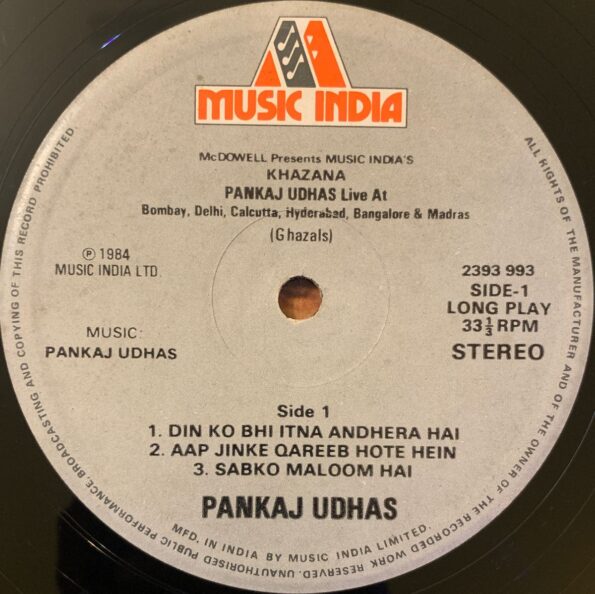 MUSIC INDIA
McDOWELL Presents MUSIC INDIA'S
KHAZANA
PANKAJ UDHAS Live At
Bombay, Delhi, Calcutta, Hyderabad, Bangalore & Madras
(Ghazals)
℗ 1984
MUSIC INDIA LTD.
2393 993
SIDE-1
LONG PLAY
33⅓ RPM
STEREO
MUSIC:
PANKAJ UDHAS
Side 1
1. DIN KO BHI ITNA ANDHERA HAI
2. AAP JINKE QAREEB HOTE HEIN
3. SABKO MALOOM HAI
PANKAJ UDHAS
MFD. IN INDIA BY MUSIC INDIA LIMITED.
ALL RIGHTS OF THE MANUFACTURER AND OF THE OWNER OF THE RECORDED WORK RESERVED. UNAUTHORISED PUBLIC PERFORMANCE, BROADCASTING AND COPYING OF THIS RECORD PROHIBITED